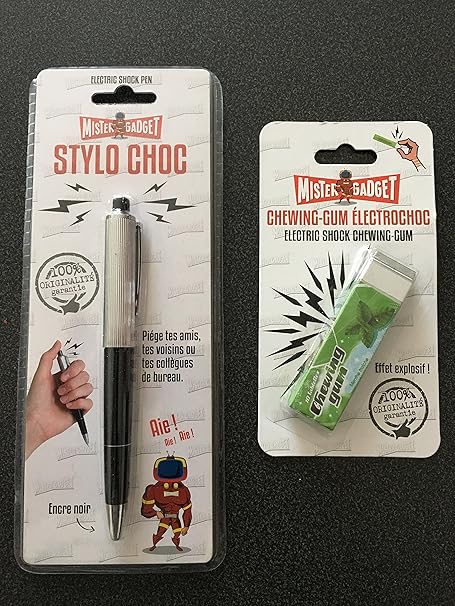 ELECTRIC SHOCK PEN
MISTER GADGET
STYLO CHOC
100%
ORIGINALITÉ
garantie
Piége tes amis,
tes voisins ou
tes collègues
de bureau.
Aie !
Aie ! Aie !
Encre noir
MISTER GADGET
CHEWING-GUM ÉLECTROCHOC
ELECTRIC SHOCK CHEWING-GUM
Chewing
gum
Effet explosif !
100%
ORIGINALITÉ
garantie